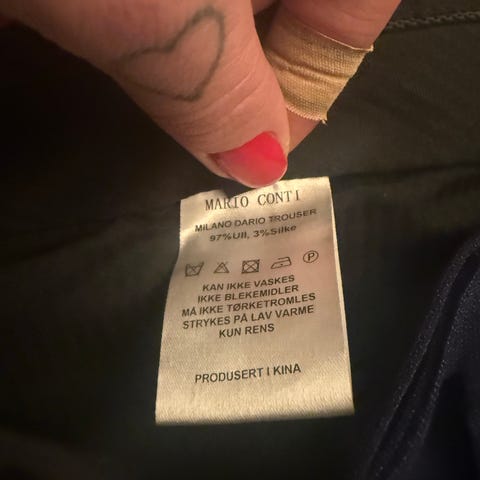 MARIO CONTI
MILANO DARIO TROUSER
97%Ull, 3%Silke
P
KAN IKKE VASKES
IKKE BLEKEMIDLER
MÅ IKKE TØRKETROMLES
STRYKES PÅ LAV VARME
KUN RENS
PRODUSERT I KINA